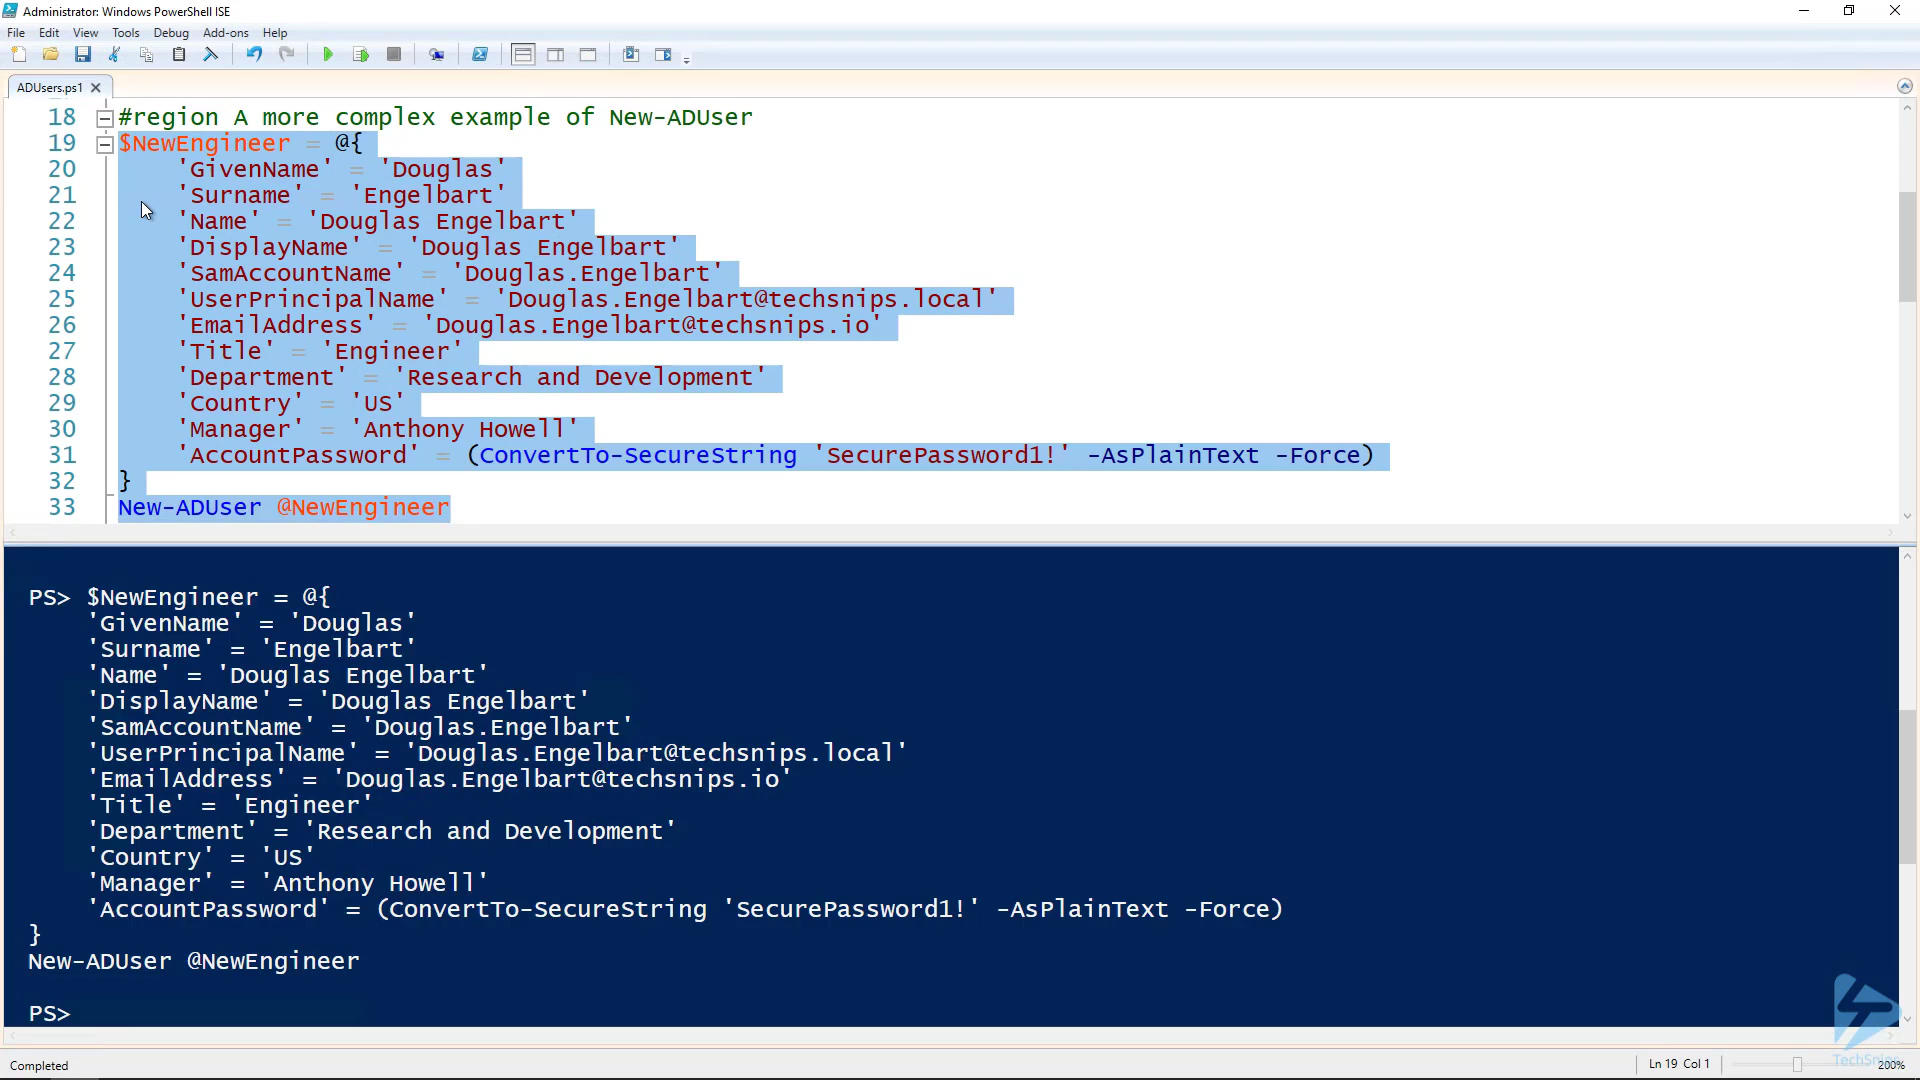 Administrator: Windows PowerShell ISE
File Edit View Tools Debug Add-ons Help
ADUsers.ps1
18 #region A more complex example of New-ADUser
19 $NewEngineer = @{
20 'GivenName' = 'Douglas'
21 'Surname' = 'Engelbart'
22 'Name' = 'Douglas Engelbart'
23 'DisplayName' = 'Douglas Engelbart'
24 'SamAccountName' = 'Douglas.Engelbart'
25 'UserPrincipalName' = 'Douglas.Engelbart@techsnips.local'
26 'EmailAddress' = 'Douglas.Engelbart@techsnips.io'
27 'Title' = 'Engineer'
28 'Department' = 'Research and Development'
29 'Country' = 'US'
30 'Manager' = 'Anthony Howell'
31 'AccountPassword' = (ConvertTo-SecureString 'SecurePassword1!' -AsPlainText -Force)
32 }
33 New-ADUser @NewEngineer
PS> $NewEngineer = @{
'GivenName' = 'Douglas'
'Surname' = 'Engelbart'
'Name' = 'Douglas Engelbart'
'DisplayName' = 'Douglas Engelbart'
'SamAccountName' = 'Douglas.Engelbart'
'UserPrincipalName' = 'Douglas.Engelbart@techsnips.local'
'EmailAddress' = 'Douglas.Engelbart@techsnips.io'
'Title' = 'Engineer'
'Department' = 'Research and Development'
'Country' = 'US'
'Manager' = 'Anthony Howell'
'AccountPassword' = (ConvertTo-SecureString 'SecurePassword1!' -AsPlainText -Force)
}
New-ADUser @NewEngineer
PS>
Completed
Ln 19 Col 1
TechSnips
200%